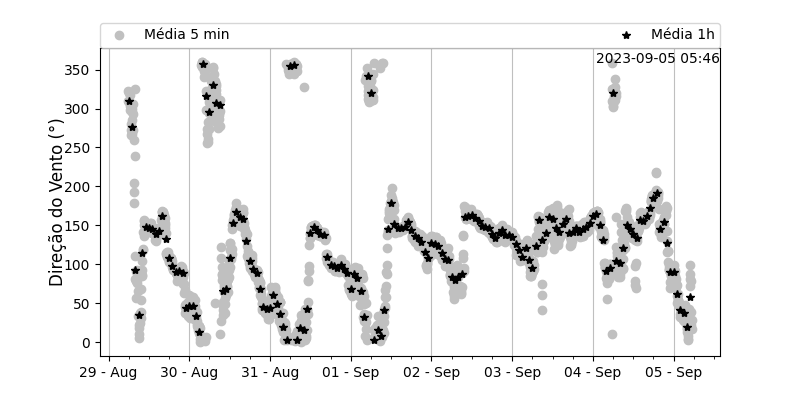 Média 5 min
Média 1h
2023-09-05 05:46
Direção do Vento (°)
350
300
250
200
150
100
50
0
29 - Aug
30 - Aug
31 - Aug
01 - Sep
02 - Sep
03 - Sep
04 - Sep
05 - Sep